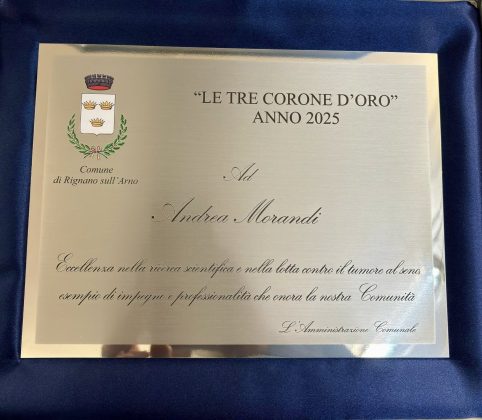 "LE TRE CORONE D'ORO"
ANNO 2025
Comune
di Rignano sull'Arno
Ad
Andrea Morandi
Eccellenza nella ricerca scientifica e nella lotta contro il tumore al seno
esempio di impegno e professionalità che onora la nostra Comunità
L'Amministrazione Comunale